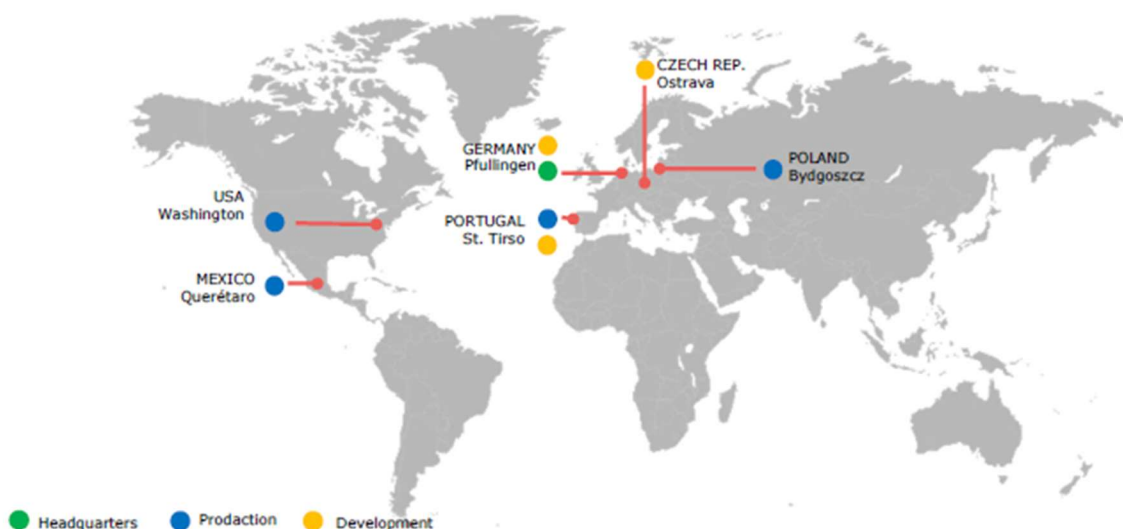 CZECH REP.
Ostrava
GERMANY
Pfullingen
POLAND
Bydgoszcz
USA
Washington
PORTUGAL
St. Tirso
MEXICO
Querétaro
Headquarters
Prodaction
Development